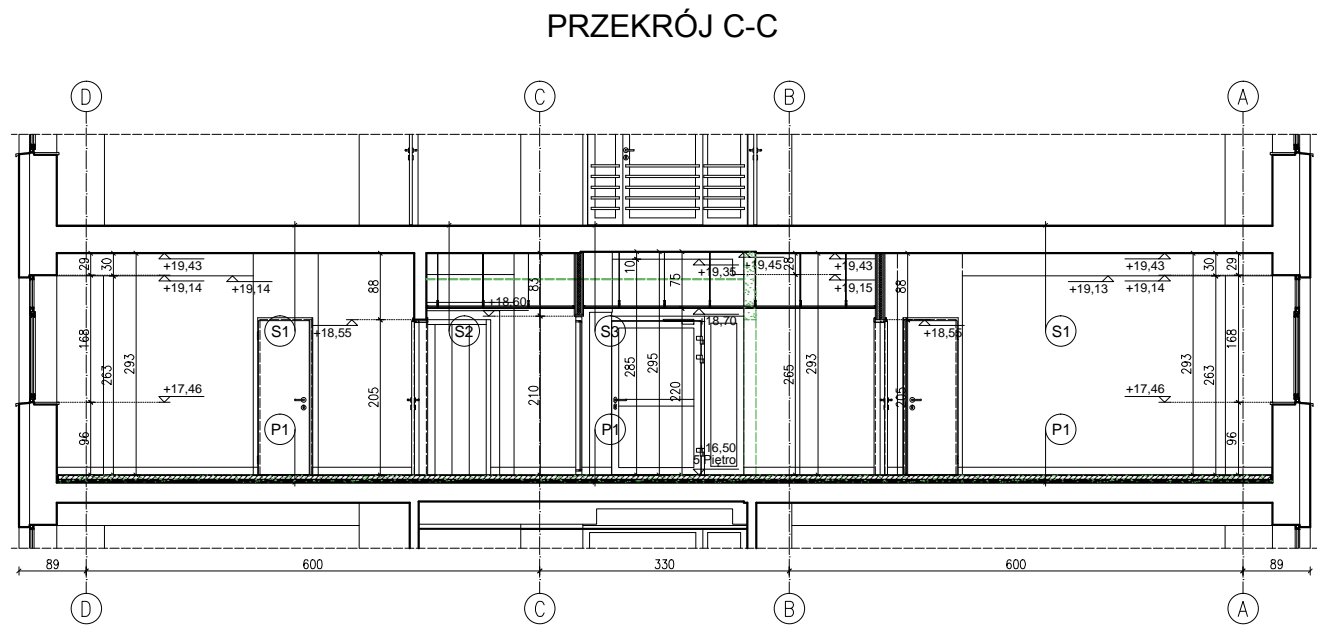 PRZEKRÓJ C-C
D
C
B
A
29
30
+19,43
+19,14
+19,14
88
83
10
75
+19,35
+19,45
28
+19,43
+19,15
88
+19,13
+19,43
+19,14
30
29
168
263
293
S1
+18,55
S2
+18,60
S3
+18,70
+18,55
S1
293
263
168
+17,46
205
210
285
295
220
265
293
205
+17,46
96
P1
P1
16,50
5 Piętro
P1
96
89
600
330
600
89
D
C
B
A